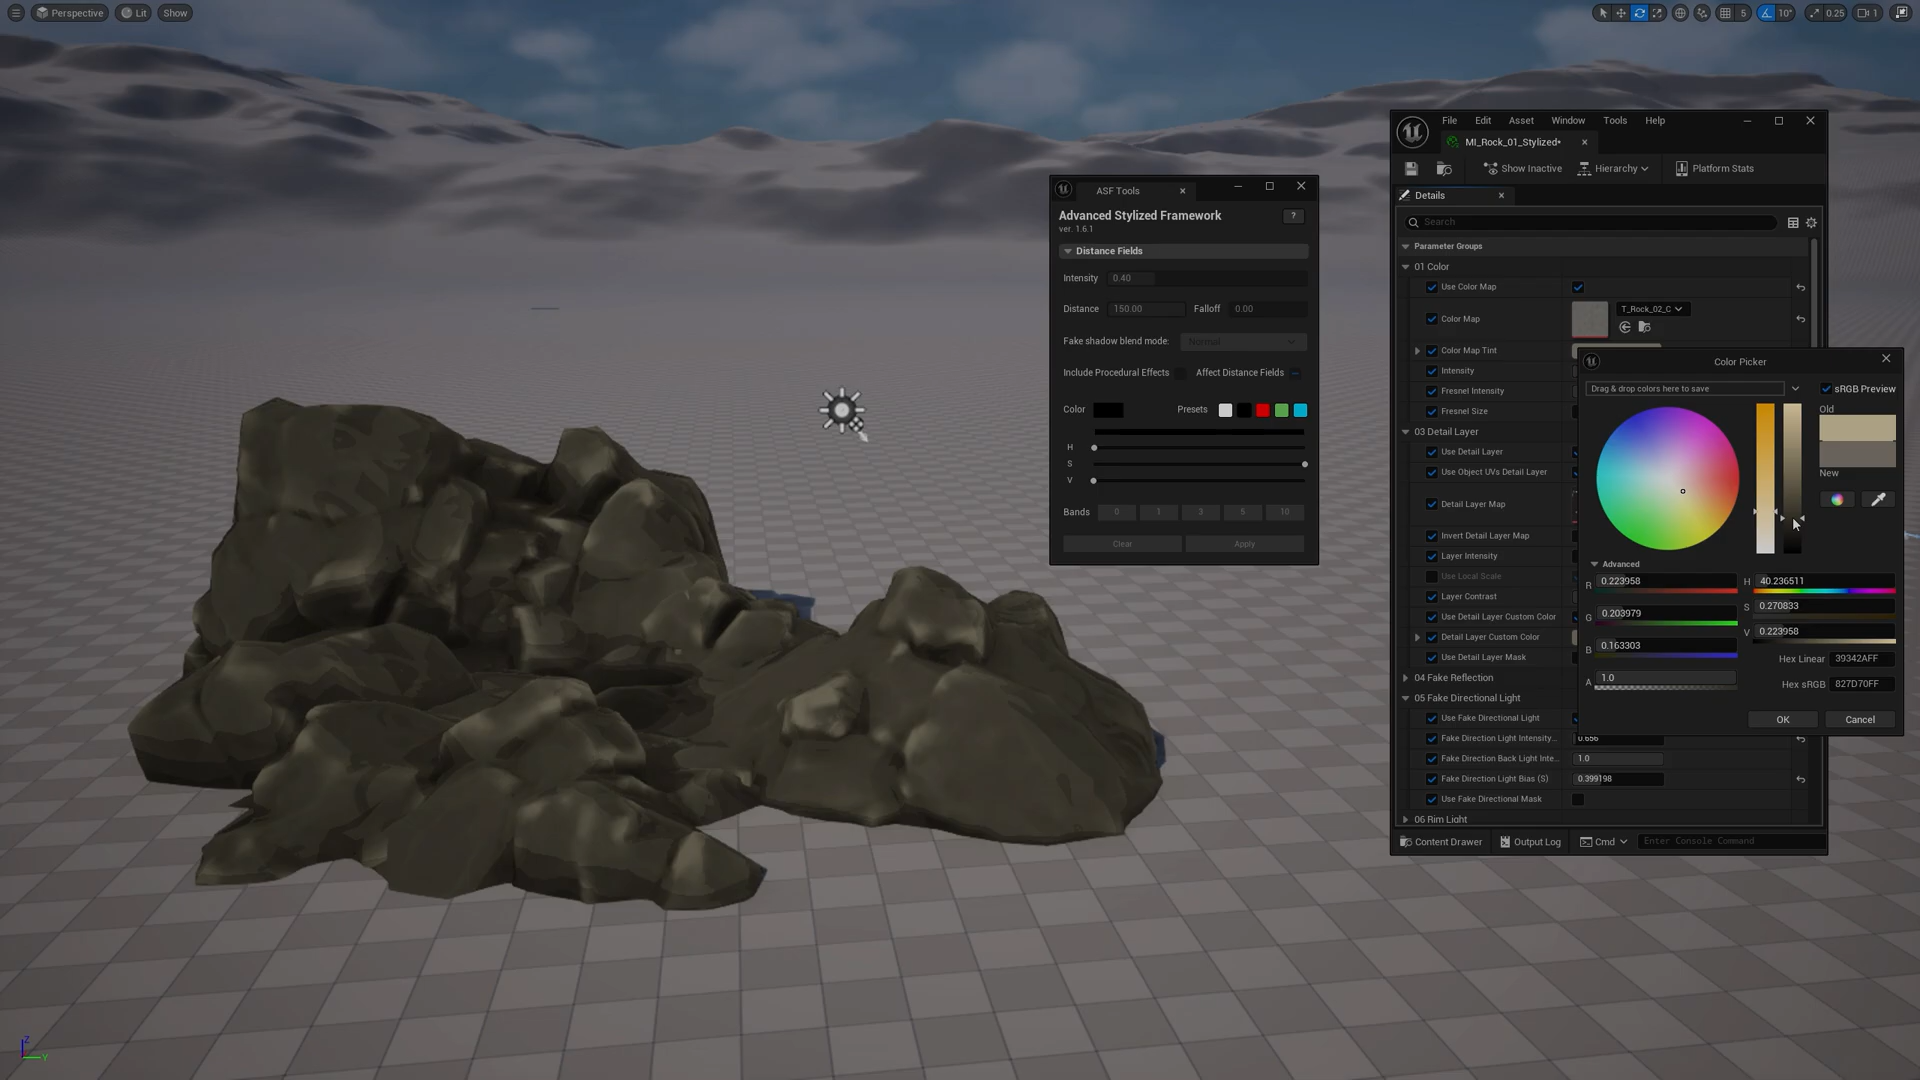 Perspective
Lit
Show
5
10°
0.25
1
File Edit Asset Window Tools Help
MI_Rock_01_Stylized*
Show Inactive Hierarchy Platform Stats
Details
Search
Parameter Groups
01 Color
Use Color Map
Color Map
T_Rock_02_C
Color Map Tint
Intensity
Fresnel Intensity
Fresnel Size
03 Detail Layer
Use Detail Layer
Use Object UVs Detail Layer
Detail Layer Map
Invert Detail Layer Map
Layer Intensity
Use Local Scale
Layer Contrast
Use Detail Layer Custom Color
Detail Layer Custom Color
Use Detail Layer Mask
04 Fake Reflection
05 Fake Directional Light
Use Fake Directional Light
Fake Direction Light Intensity...
0.656
Fake Direction Back Light Inte...
1.0
Fake Direction Light Bias (S)
0.399198
Use Fake Directional Mask
06 Rim Light
Content Drawer Output Log Cmd Enter Console Command
ASF Tools
Advanced Stylized Framework
?
ver. 1.6.1
Distance Fields
Intensity 0.40
Distance 150.00 Falloff 0.00
Fake shadow blend mode: Normal
Include Procedural Effects Affect Distance Fields
Color Presets
H
S
V
Bands 0 1 3 5 10
Clear Apply
Color Picker
Drag & drop colors here to save
sRGB Preview
Old
New
Advanced
R 0.223958
G 0.203979
B 0.163303
A 1.0
H 40.236511
S 0.270833
V 0.223958
Hex Linear 39342AFF
Hex sRGB 827D70FF
OK Cancel
Z
Y